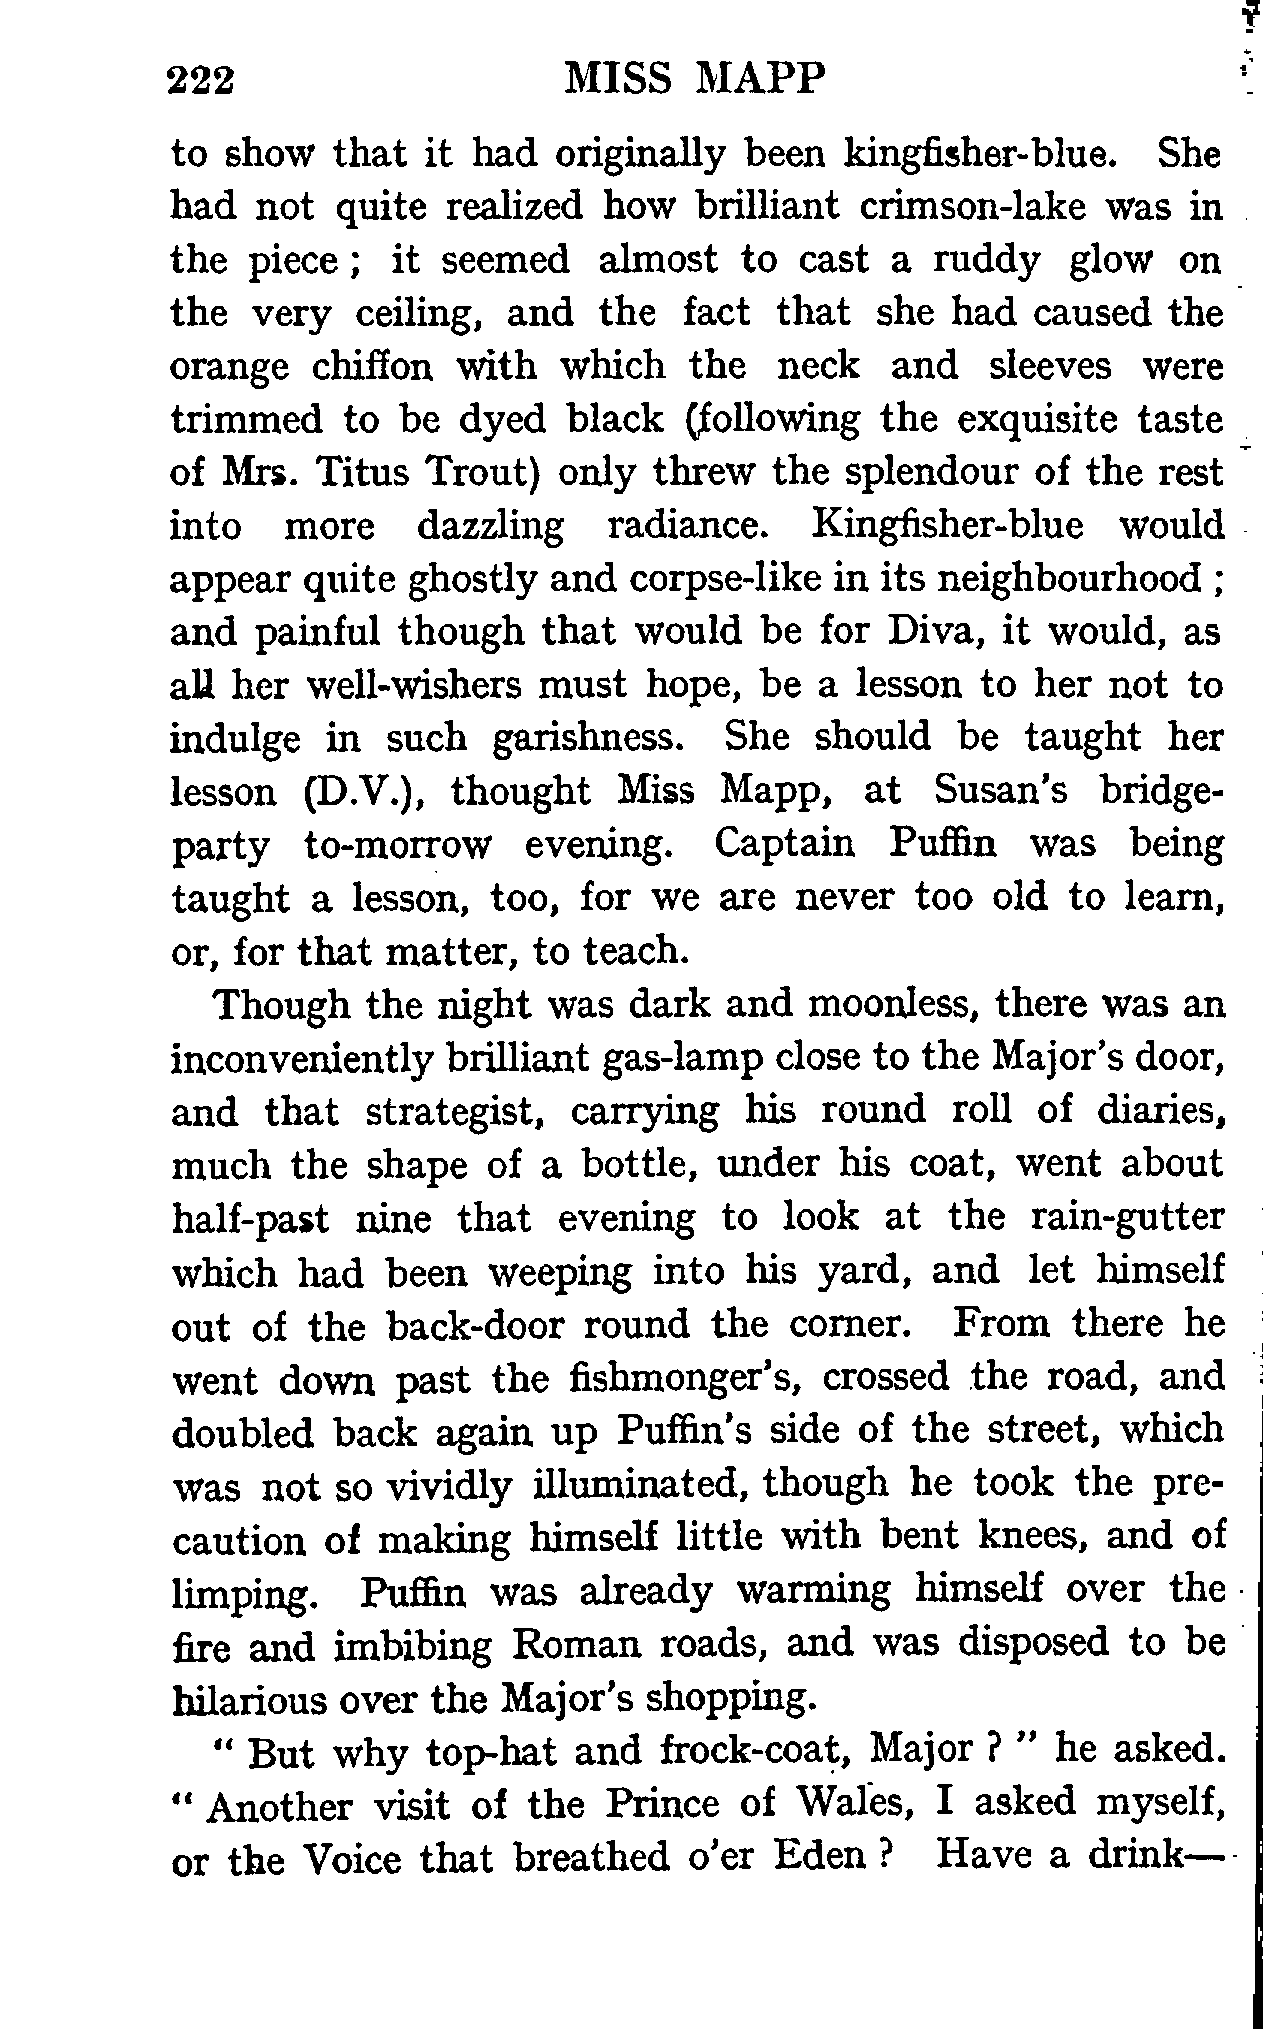 222 MISS MAPP
to show that it had originally been kingfisher-blue. She
had not quite realized how brilliant crimson-lake was in
the piece ; it seemed almost to cast a ruddy glow on
the very ceiling, and the fact that she had caused the
orange chiffon with which the neck and sleeves were
trimmed to be dyed black (following the exquisite taste
of Mrs. Titus Trout) only threw the splendour of the rest
into more dazzling radiance. Kingfisher-blue would
appear quite ghostly and corpse-like in its neighbourhood ;
and painful though that would be for Diva, it would, as
all her well-wishers must hope, be a lesson to her not to
indulge in such garishness. She should be taught her
lesson (D.V.), thought Miss Mapp, at Susan's bridge-
party to-morrow evening. Captain Puffin was being
taught a lesson, too, for we are never too old to learn,
or, for that matter, to teach.
Though the night was dark and moonless, there was an
inconveniently brilliant gas-lamp close to the Major's door,
and that strategist, carrying his round roll of diaries,
much the shape of a bottle, under his coat, went about
half-past nine that evening to look at the rain-gutter
which had been weeping into his yard, and let himself
out of the back-door round the corner. From there he
went down past the fishmonger's, crossed the road, and
doubled back again up Puffin's side of the street, which
was not so vividly illuminated, though he took the pre-
caution of making himself little with bent knees, and of
limping. Puffin was already warming himself over the
fire and imbibing Roman roads, and was disposed to be
hilarious over the Major's shopping.
" But why top-hat and frock-coat, Major ? " he asked.
" Another visit of the Prince of Wales, I asked myself,
or the Voice that breathed o'er Eden ? Have a drink—